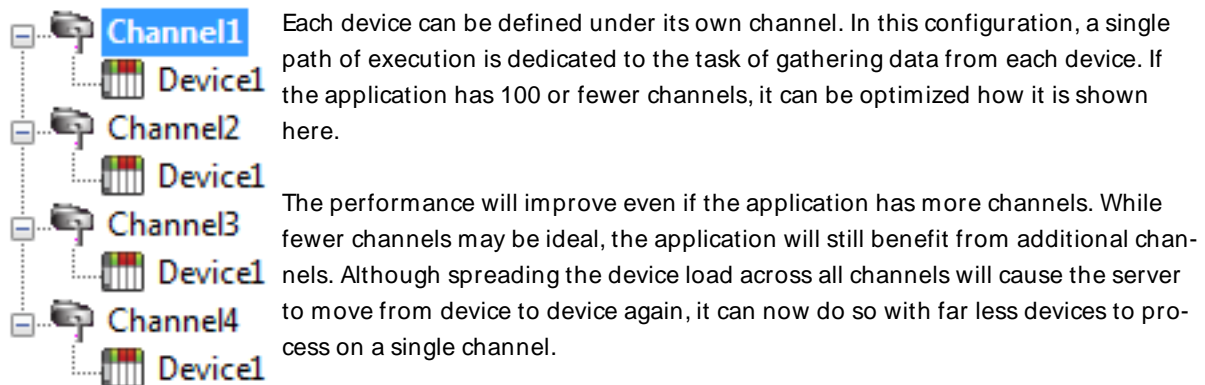 Channel1
Device1
Channel2
Device1
Channel3
Device1
Channel4
Device1
Each device can be defined under its own channel. In this configuration, a single
path of execution is dedicated to the task of gathering data from each device. If
the application has 100 or fewer channels, it can be optimized how it is shown
here.
The performance will improve even if the application has more channels. While
fewer channels may be ideal, the application will still benefit from additional chan-
nels. Although spreading the device load across all channels will cause the server
to move from device to device again, it can now do so with far less devices to pro-
cess on a single channel.